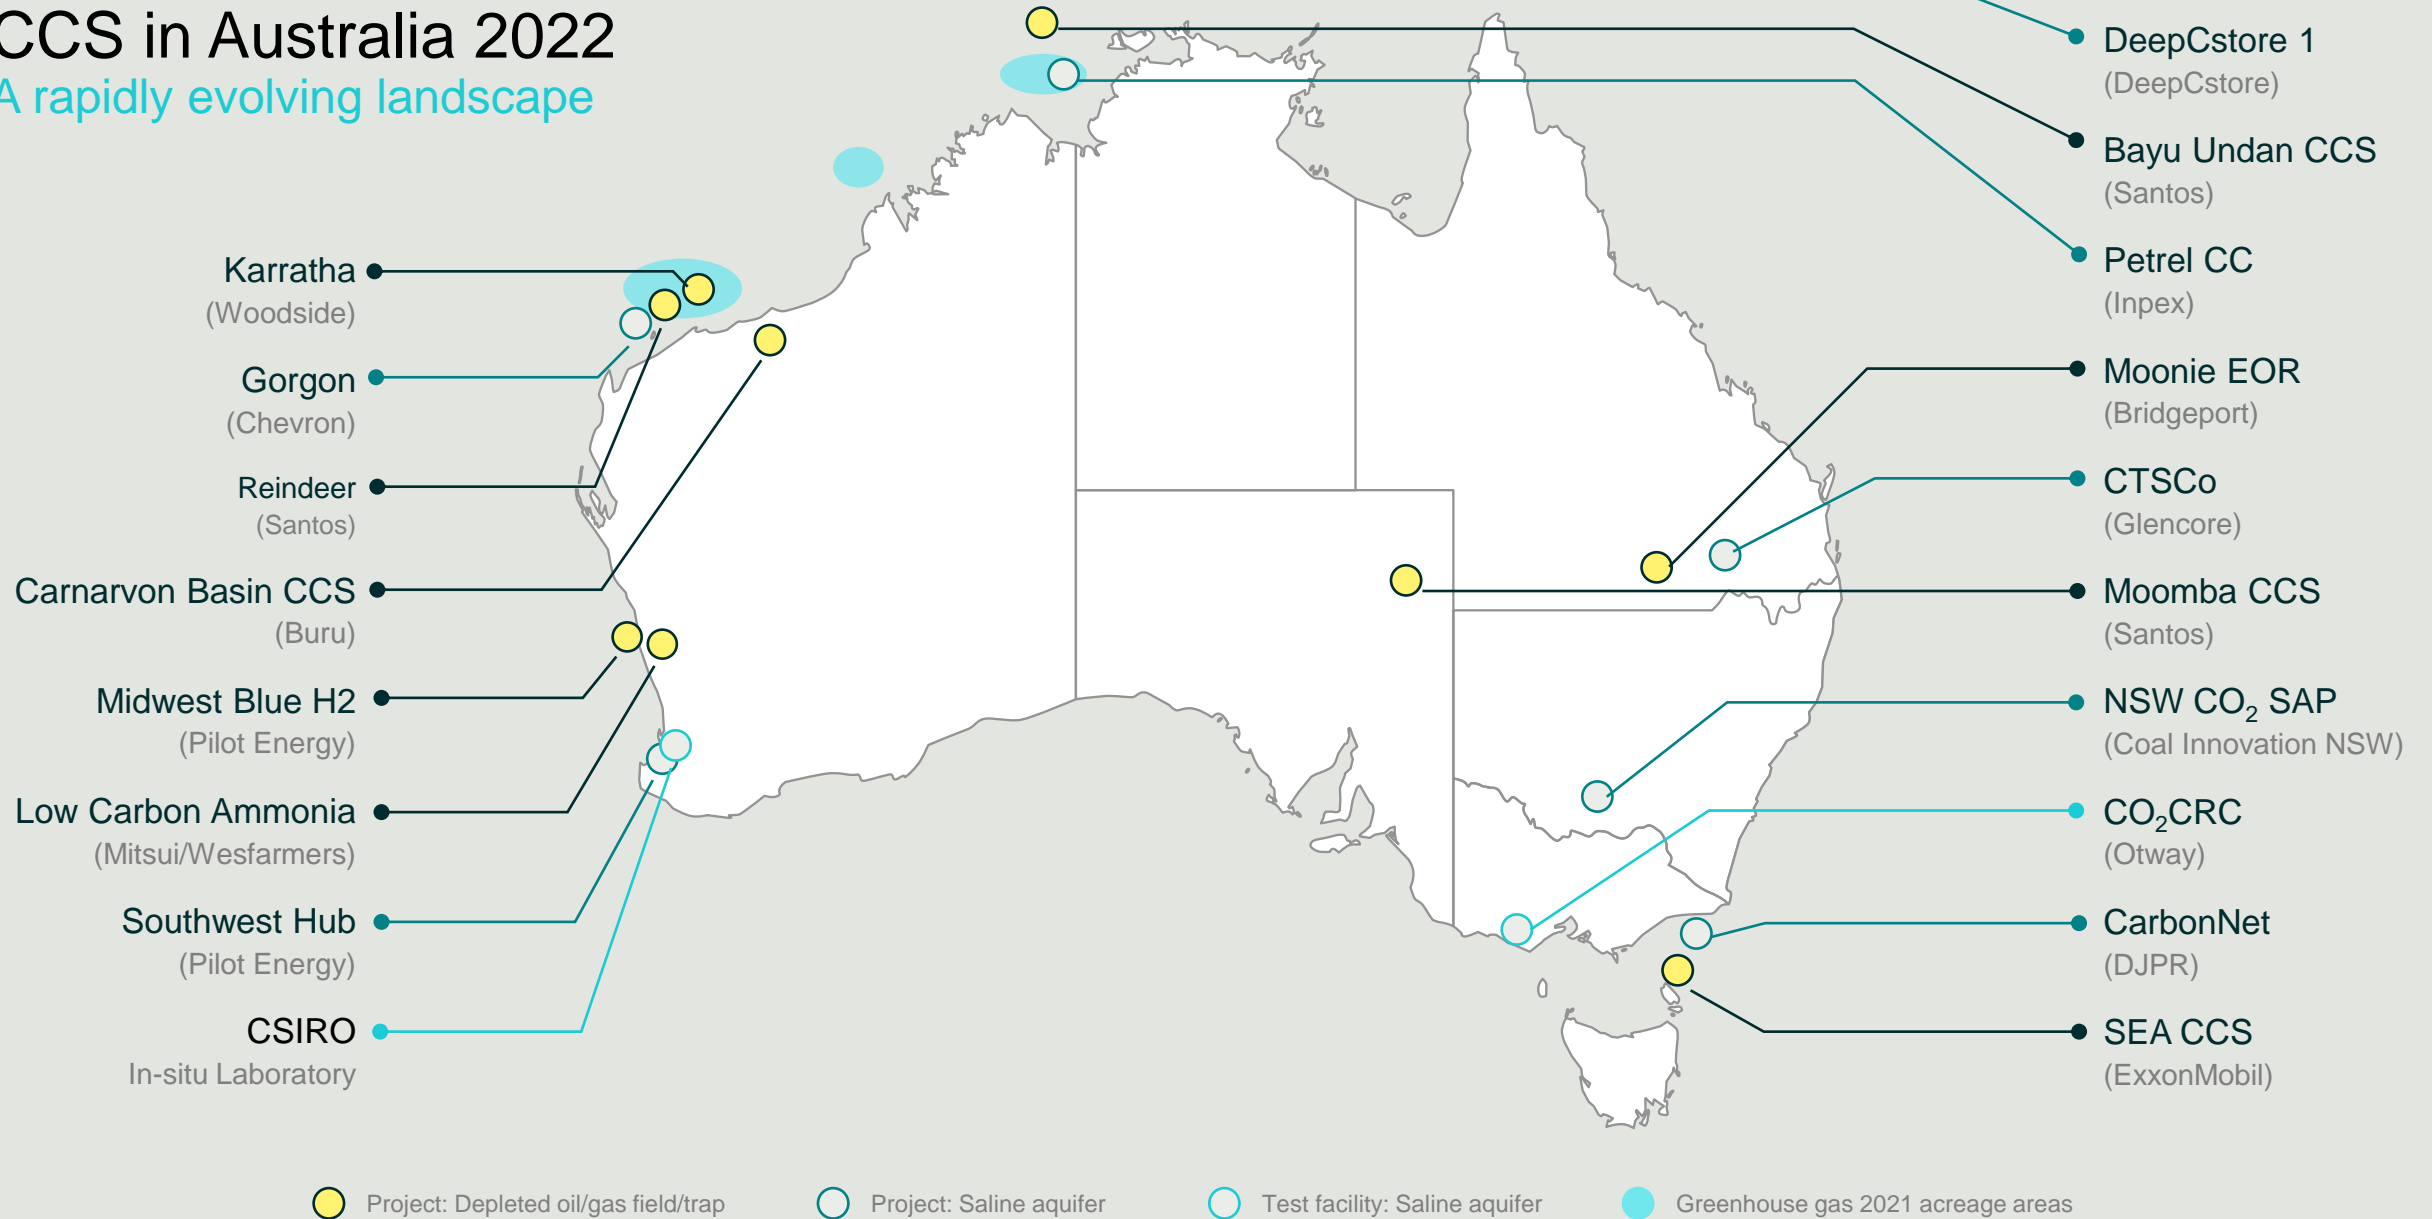 CCS in Australia 2022
A rapidly evolving landscape
Karratha
(Woodside)
Gorgon
(Chevron)
Reindeer
(Santos)
Carnarvon Basin CCS
(Buru)
Midwest Blue H2
(Pilot Energy)
Low Carbon Ammonia
(Mitsui/Wesfarmers)
Southwest Hub
(Pilot Energy)
CSIRO
In-situ Laboratory
DeepCstore 1
(DeepCstore)
Bayu Undan CCS
(Santos)
Petrel CC
(Inpex)
Moonie EOR
(Bridgeport)
CTSCo
(Glencore)
Moomba CCS
(Santos)
NSW CO₂ SAP
(Coal Innovation NSW)
CO₂CRC
(Otway)
CarbonNet
(DJPR)
SEA CCS
(ExxonMobil)
Project: Depleted oil/gas field/trap
Project: Saline aquifer
Test facility: Saline aquifer
Greenhouse gas 2021 acreage areas